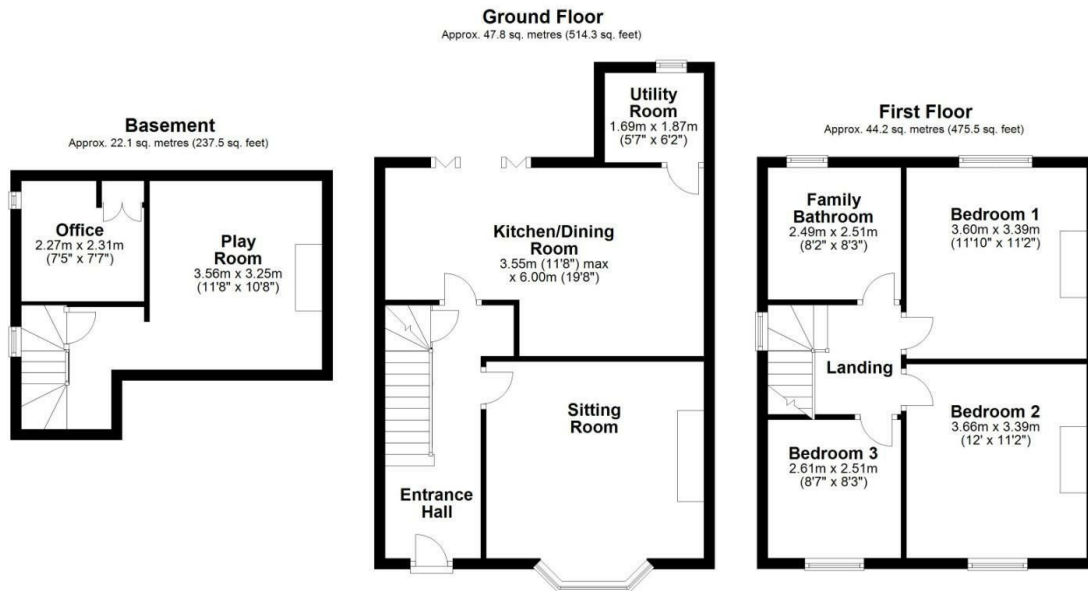 Basement
Approx. 22.1 sq. metres (237.5 sq. feet)
Office
2.27m x 2.31m
(7'5" x 7'7")
Play
Room
3.56m x 3.25m
(11'8" x 10'8")
Ground Floor
Approx. 47.8 sq. metres (514.3 sq. feet)
Utility
Room
1.69m x 1.87m
(5'7" x 6'2")
Kitchen/Dining
Room
3.55m (11'8") max
x 6.00m (19'8")
Sitting
Room
Entrance
Hall
First Floor
Approx. 44.2 sq. metres (475.5 sq. feet)
Family
Bathroom
2.49m x 2.51m
(8'2" x 8'3")
Bedroom 1
3.60m x 3.39m
(11'10" x 11'2")
Landing
Bedroom 2
3.66m x 3.39m
(12' x 11'2")
Bedroom 3
2.61m x 2.51m
(8'7" x 8'3")